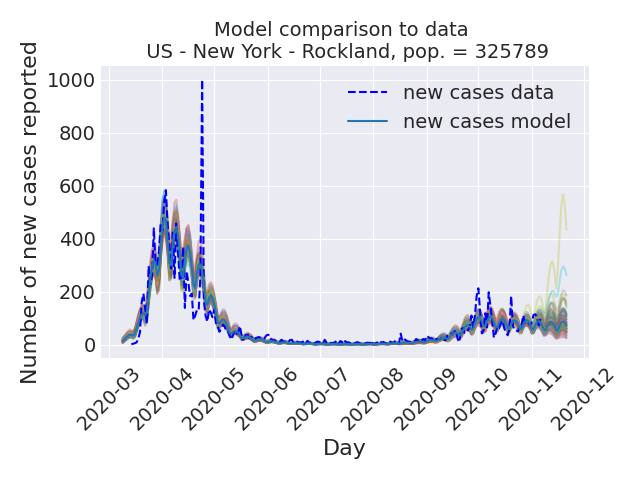 Model comparison to data
US - New York - Rockland, pop. = 325789
Number of new cases reported
1000
800
600
400
200
0
new cases data
new cases model
2020-03
2020-04
2020-05
2020-06
2020-07
2020-08
2020-09
2020-10
2020-11
2020-12
Day